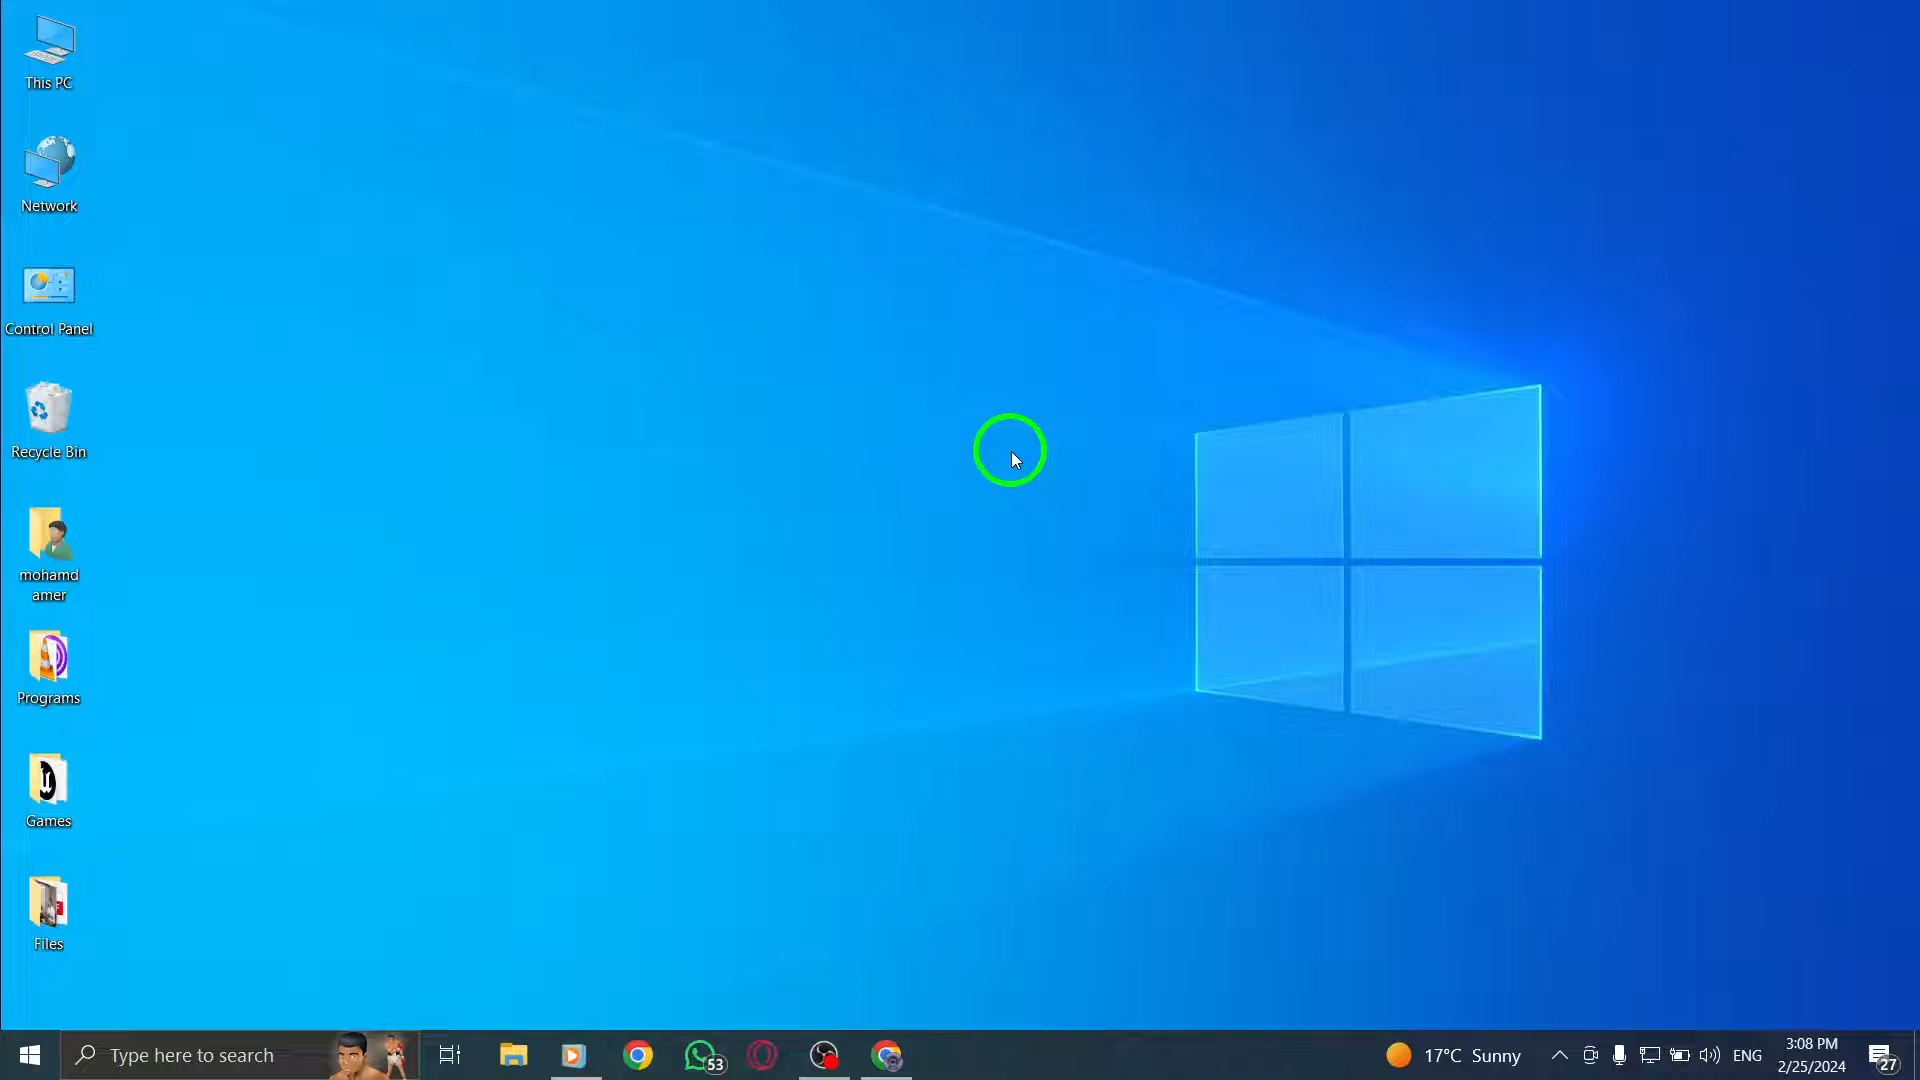 This PC
Network
Control Panel
Recycle Bin
mohamd
amer
Programs
Games
Files
Type here to search
53
17°C Sunny
ENG
3:08 PM
2/25/2024
27